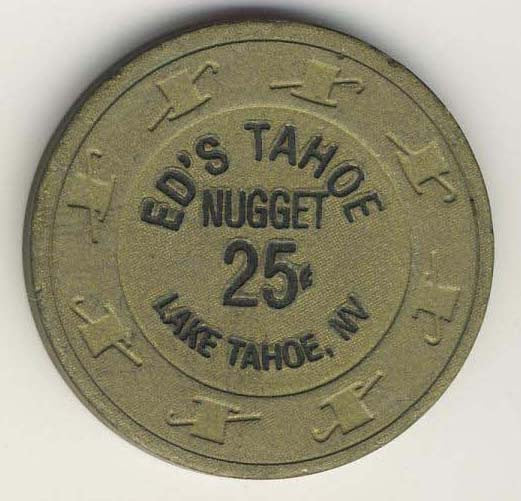 ED'S TAHOE
NUGGET
25¢
LAKE TAHOE, NV